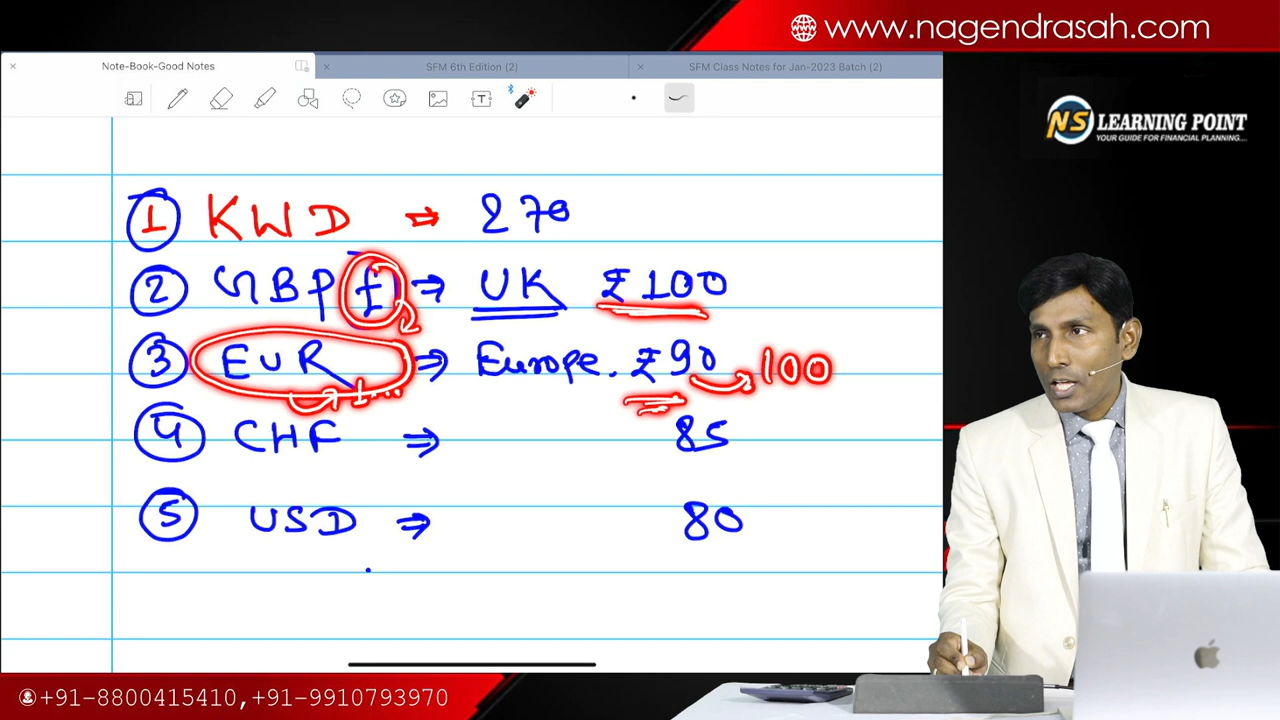 www.nagendrasah.com
Note-Book-Good Notes
SFM 6th Edition (2)
SFM Class Notes for Jan-2023 Batch (2)
T
NS LEARNING POINT
YOUR GUIDE FOR FINANCIAL PLANNING....
1 KWD ⇒ 270
2 GBP £ ⇒ UK ₹100
3 EUR ⇒ Europe. ₹90 → 100
4 CHF ⇒ 85
5 USD ⇒ 80
+91-8800415410,+91-9910793970